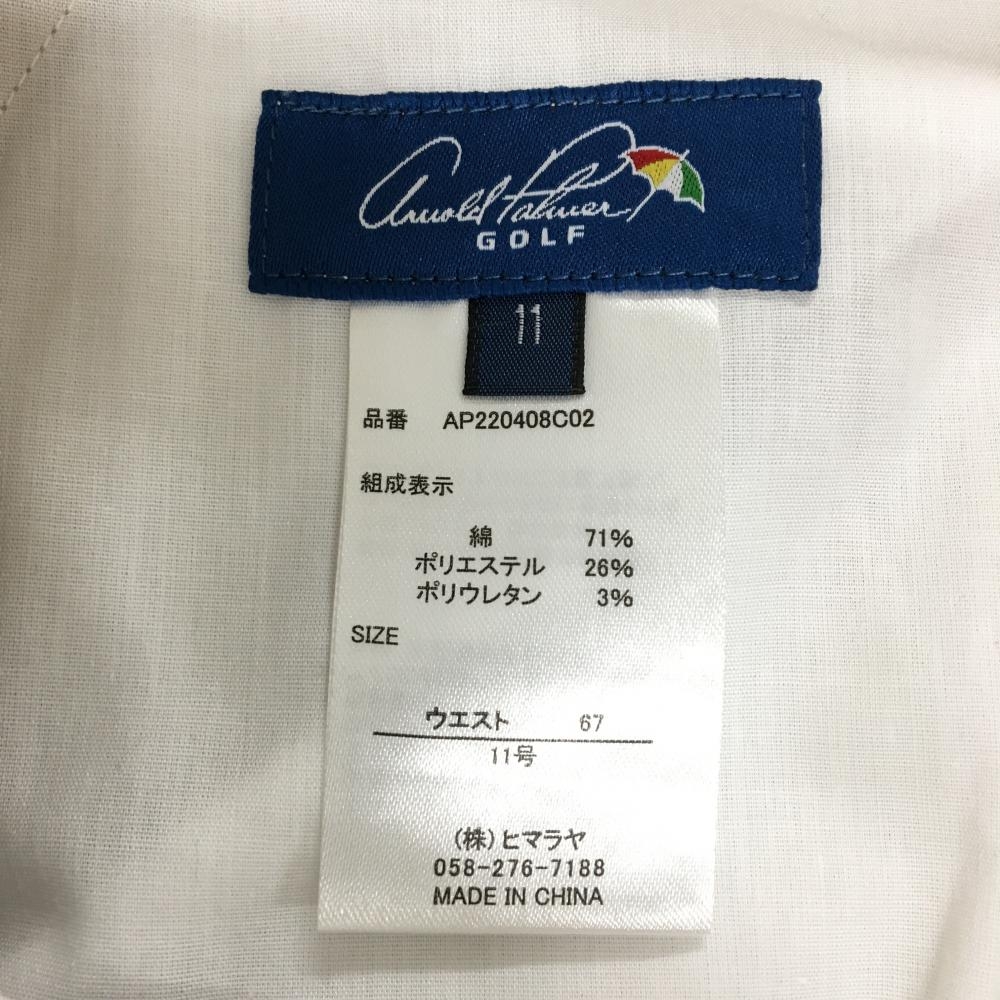 Arnold Palmer
GOLF
11
品番 AP220408C02
組成表示
綿 71%
ポリエステル 26%
ポリウレタン 3%
SIZE
ウエスト 67
11号
(株)ヒマラヤ
058-276-7188
MADE IN CHINA